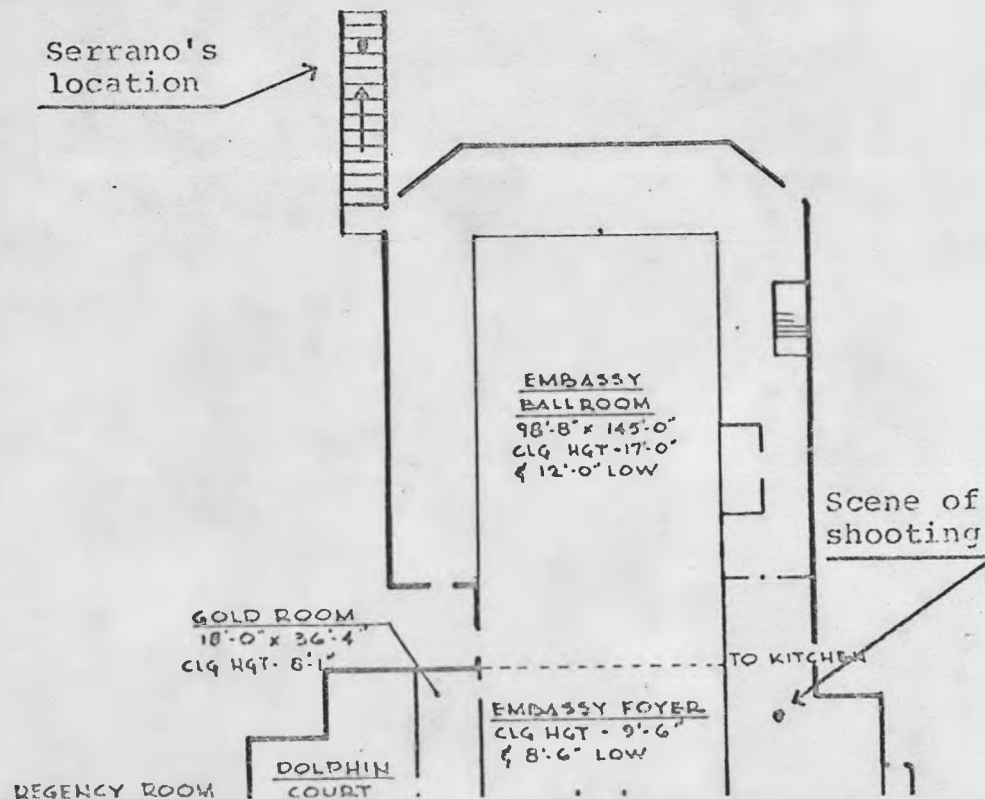 Serrano's
location
EMBASSY
BALLROOM
98'-8" x 145'-0"
CLG HGT - 17'-0"
& 12'-0" LOW
Scene of
shooting
GOLD ROOM
18'-0" x 36'-4"
CLG HGT - 8'-1"
TO KITCHEN
EMBASSY FOYER
CLG HGT - 9'-6"
& 8'-6" LOW
DOLPHIN
COURT
REGENCY ROOM